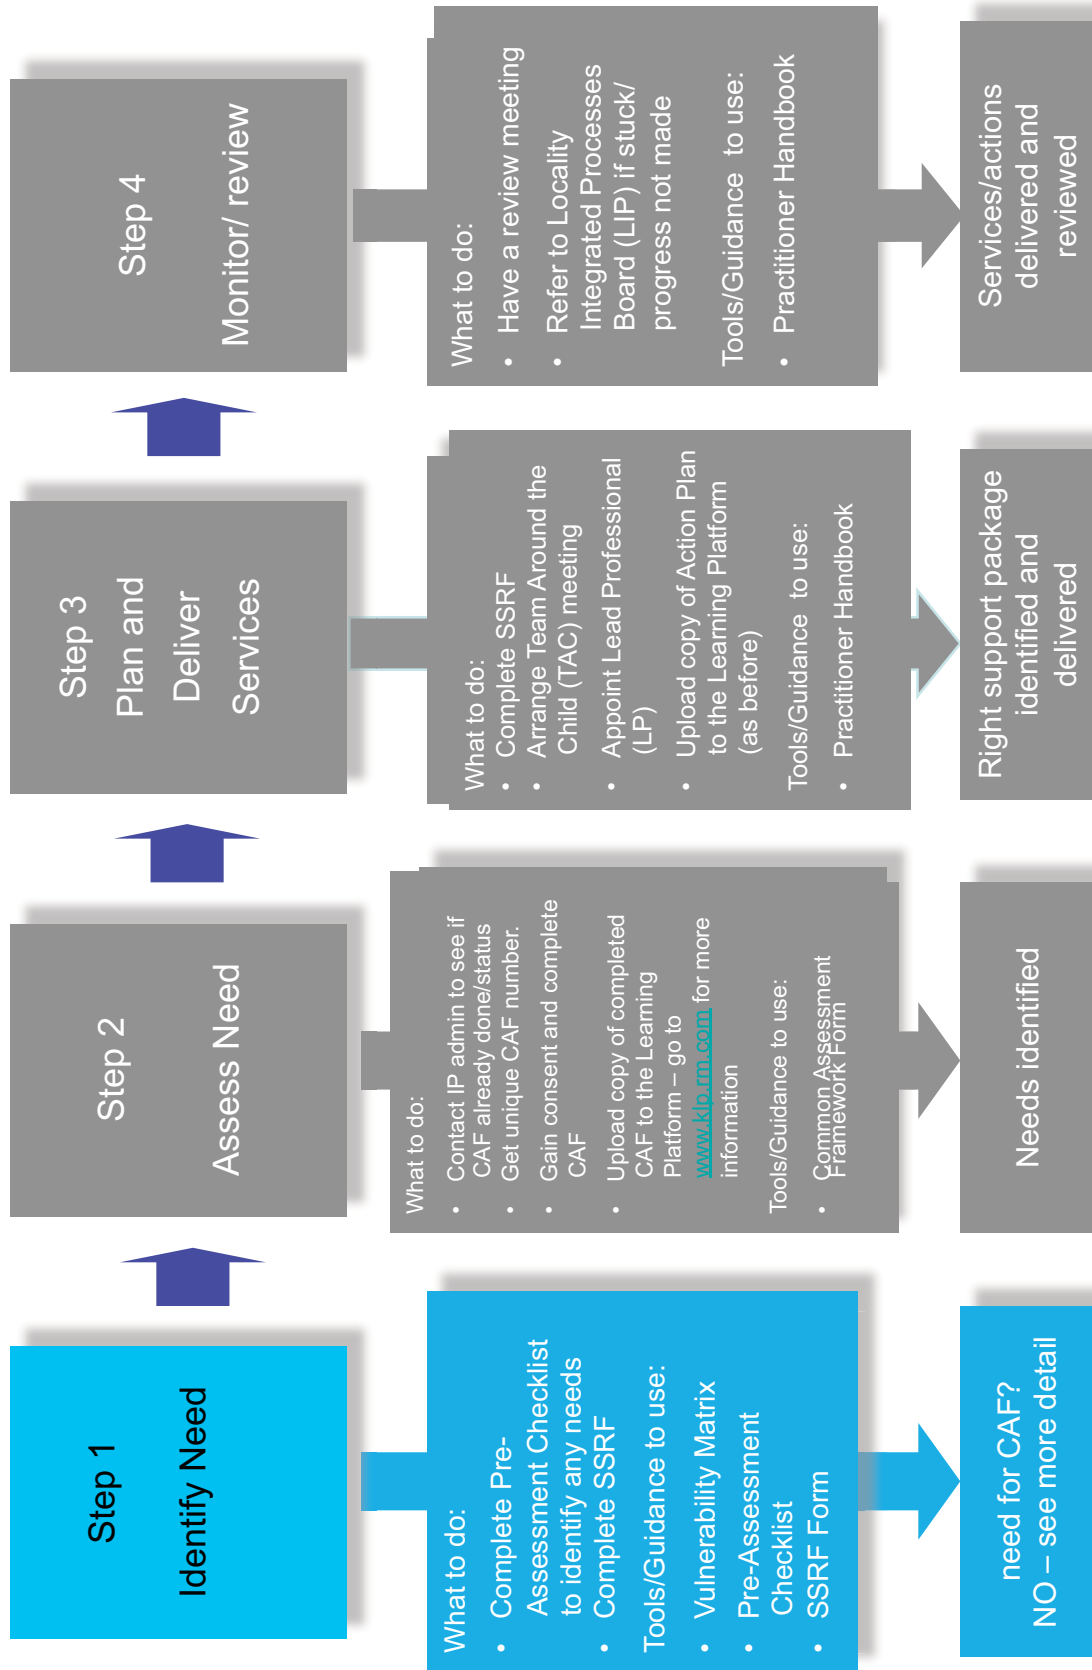 Step 1
Identify Need
What to do:
• Complete Pre-
Assessment Checklist
to identify any needs
• Complete SSRF
Tools/Guidance to use:
• Vulnerability Matrix
• Pre-Assessment
Checklist
• SSRF Form
need for CAF?
NO – see more detail
Step 2
Assess Need
What to do:
• Contact IP admin to see if
CAF already done/status
• Get unique CAF number.
• Gain consent and complete
CAF
• Upload copy of completed
CAF to the Learning
Platform – go to
www.klp.rm.com for more
information
Tools/Guidance to use:
• Common Assessment
Framework Form
Needs identified
Step 3
Plan and
Deliver
Services
What to do:
• Complete SSRF
• Arrange Team Around the
Child (TAC) meeting
• Appoint Lead Professional
(LP)
• Upload copy of Action Plan
to the Learning Platform
(as before)
Tools/Guidance to use:
• Practitioner Handbook
Right support package
identified and
delivered
Step 4
Monitor/ review
What to do:
• Have a review meeting
• Refer to Locality
Integrated Processes
Board (LIP) if stuck/
progress not made
Tools/Guidance to use:
• Practitioner Handbook
Services/actions
delivered and
reviewed